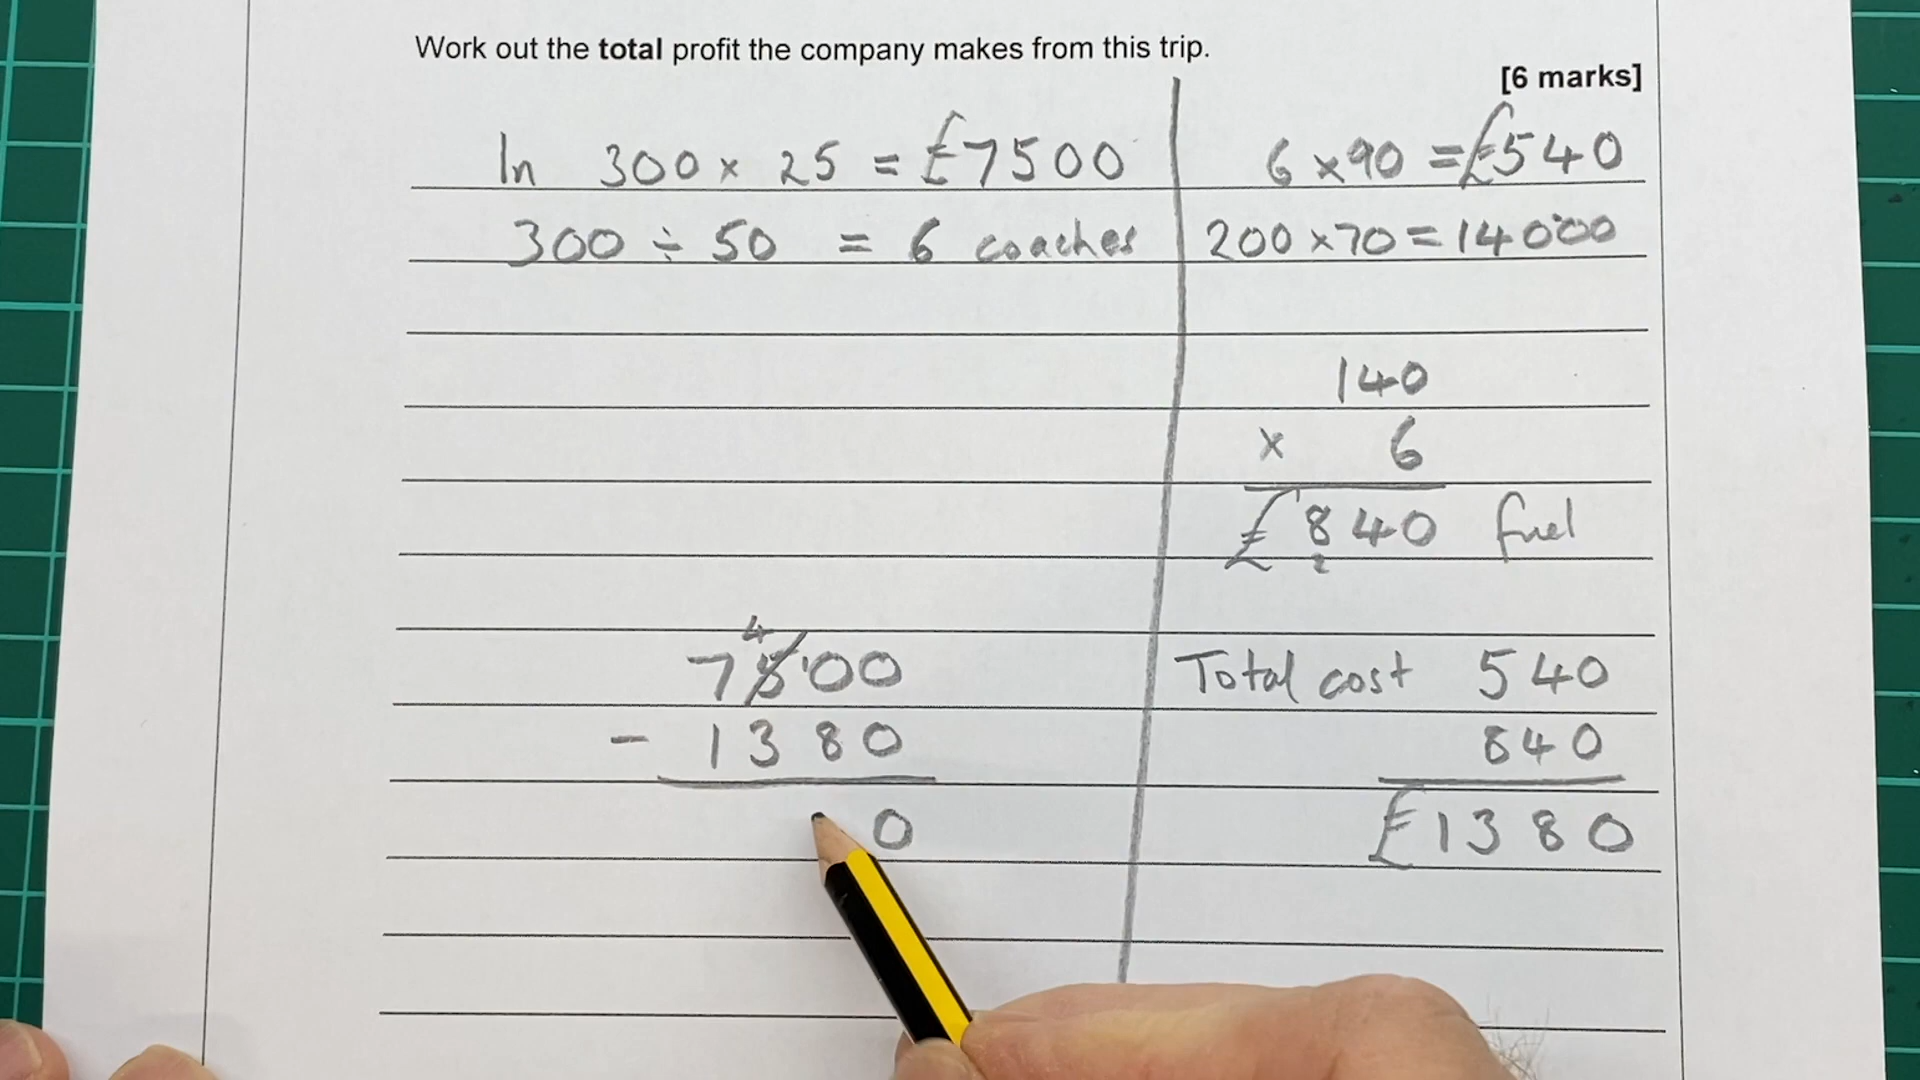 Work out the total profit the company makes from this trip.
[6 marks]
In 300 × 25 = £7500
300 ÷ 50 = 6 coaches
6 × 90 = £540
200 × 70 = 14000
140
× 6
£840 fuel
2
Total cost 540
840
£1380
4
75100
- 1380
0